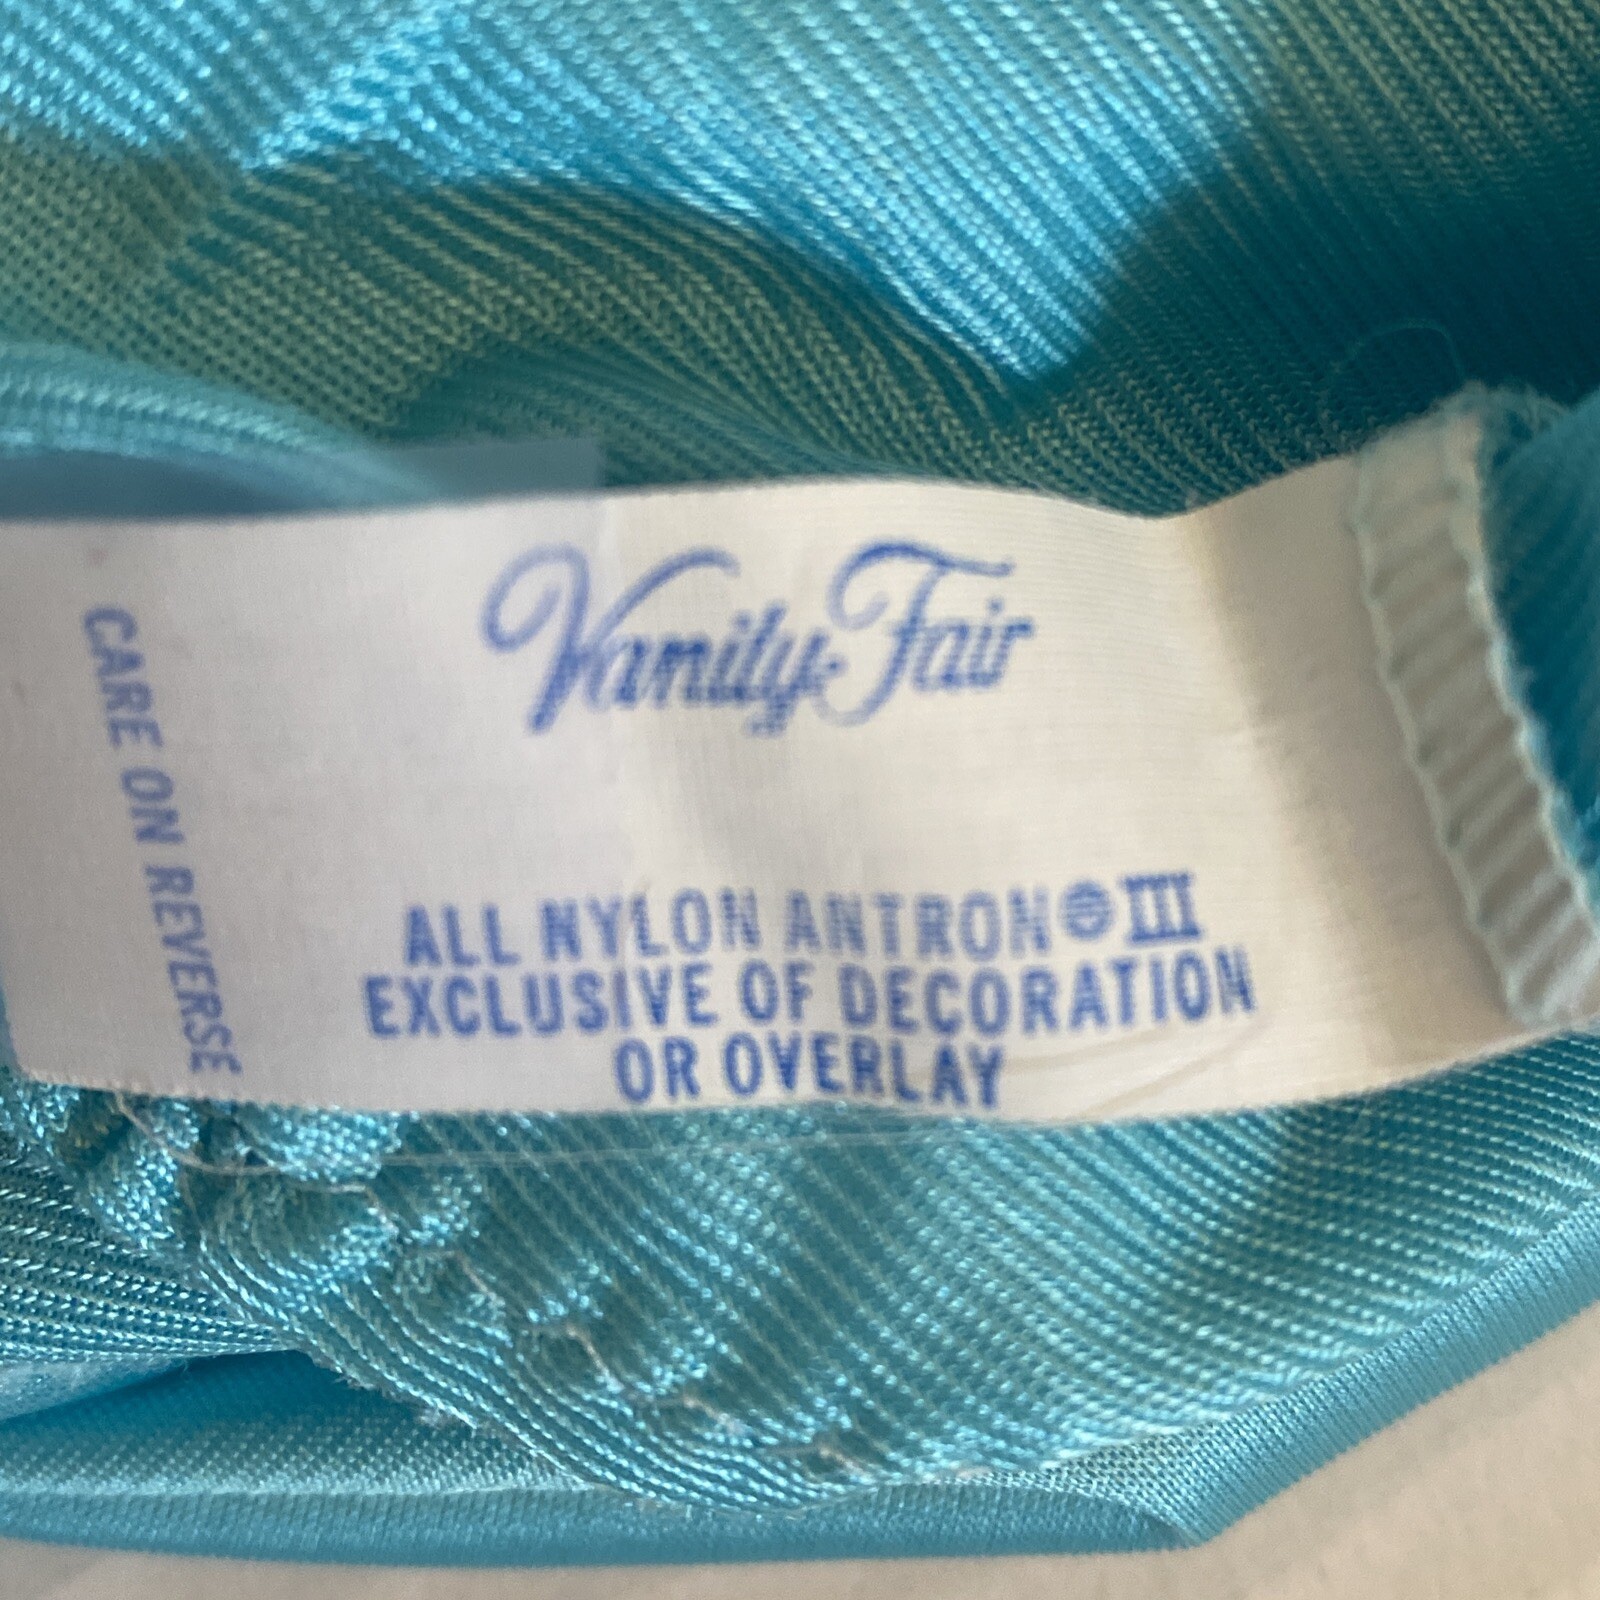 Vanity Fair
ALL NYLON ANTRON® III
EXCLUSIVE OF DECORATION
OR OVERLAY
CARE ON REVERSE